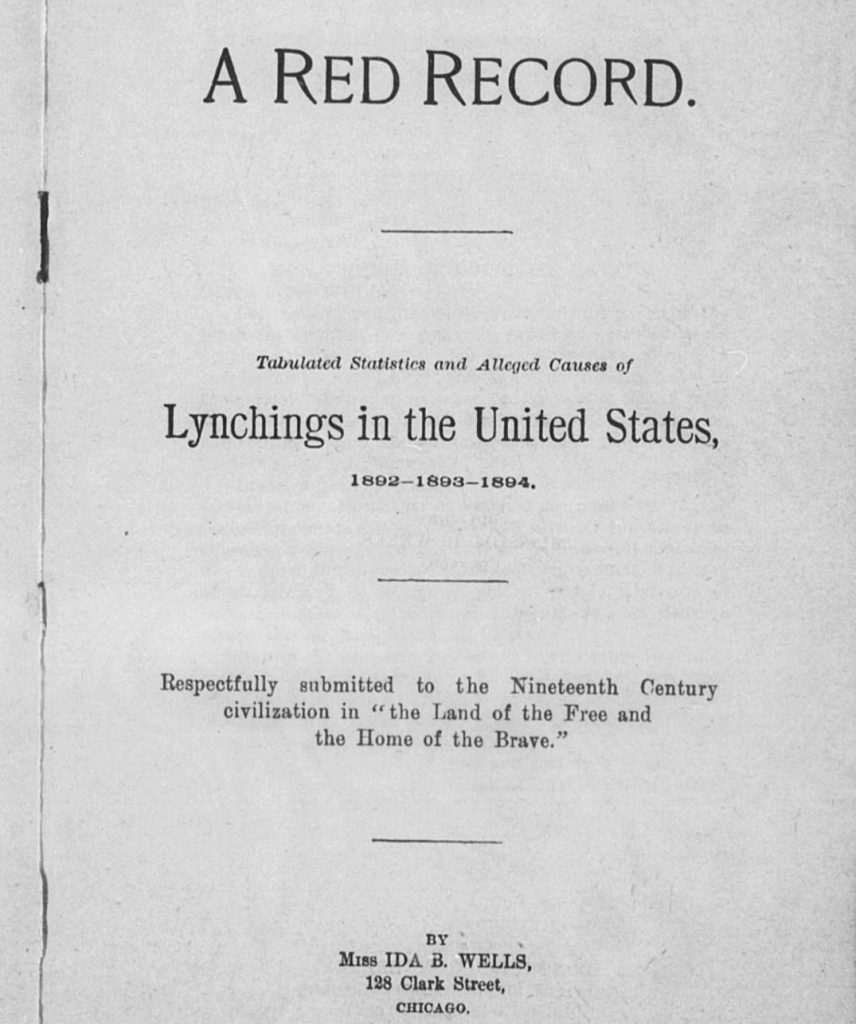 A RED RECORD.
Tabulated Statistics and Alleged Causes of
Lynchings in the United States,
1892–1893–1894.
Respectfully submitted to the Nineteenth Century
civilization in “the Land of the Free and
the Home of the Brave.”
BY
Miss IDA B. WELLS,
128 Clark Street,
CHICAGO.